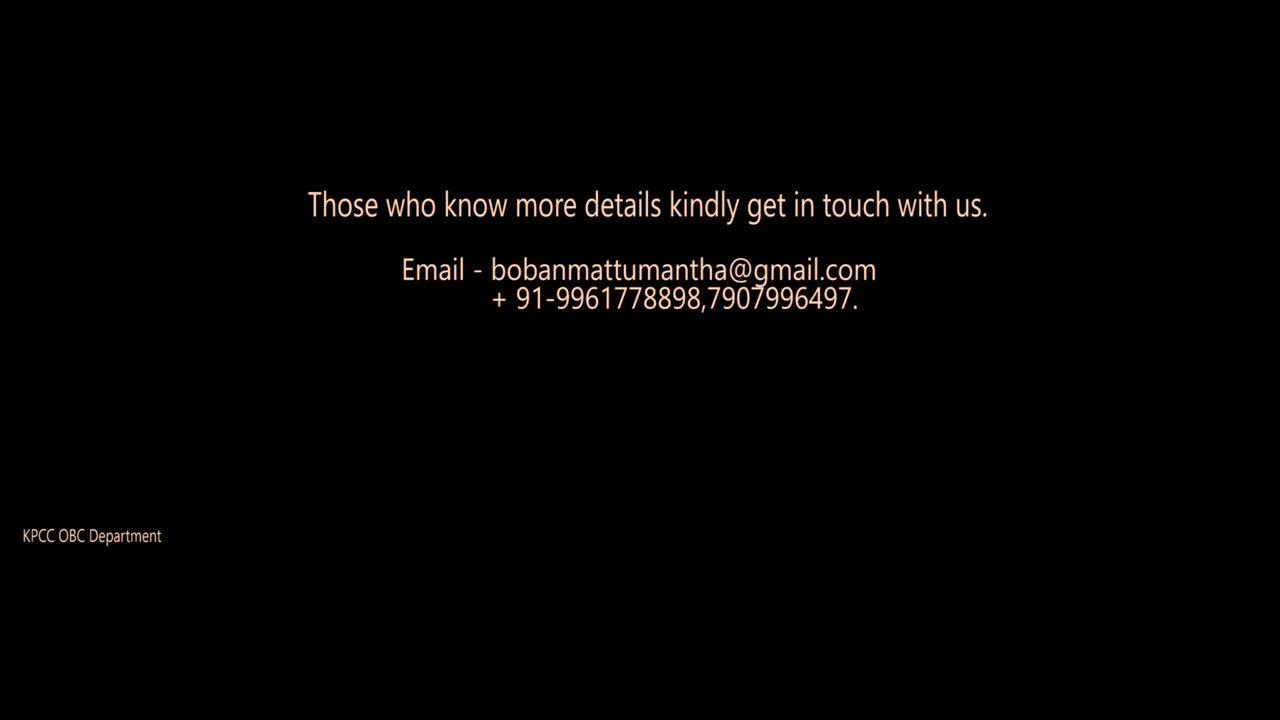 Those who know more details kindly get in touch with us.
Email - bobanmattumantha@gmail.com
+ 91-9961778898,7907996497.
KPCC OBC Department